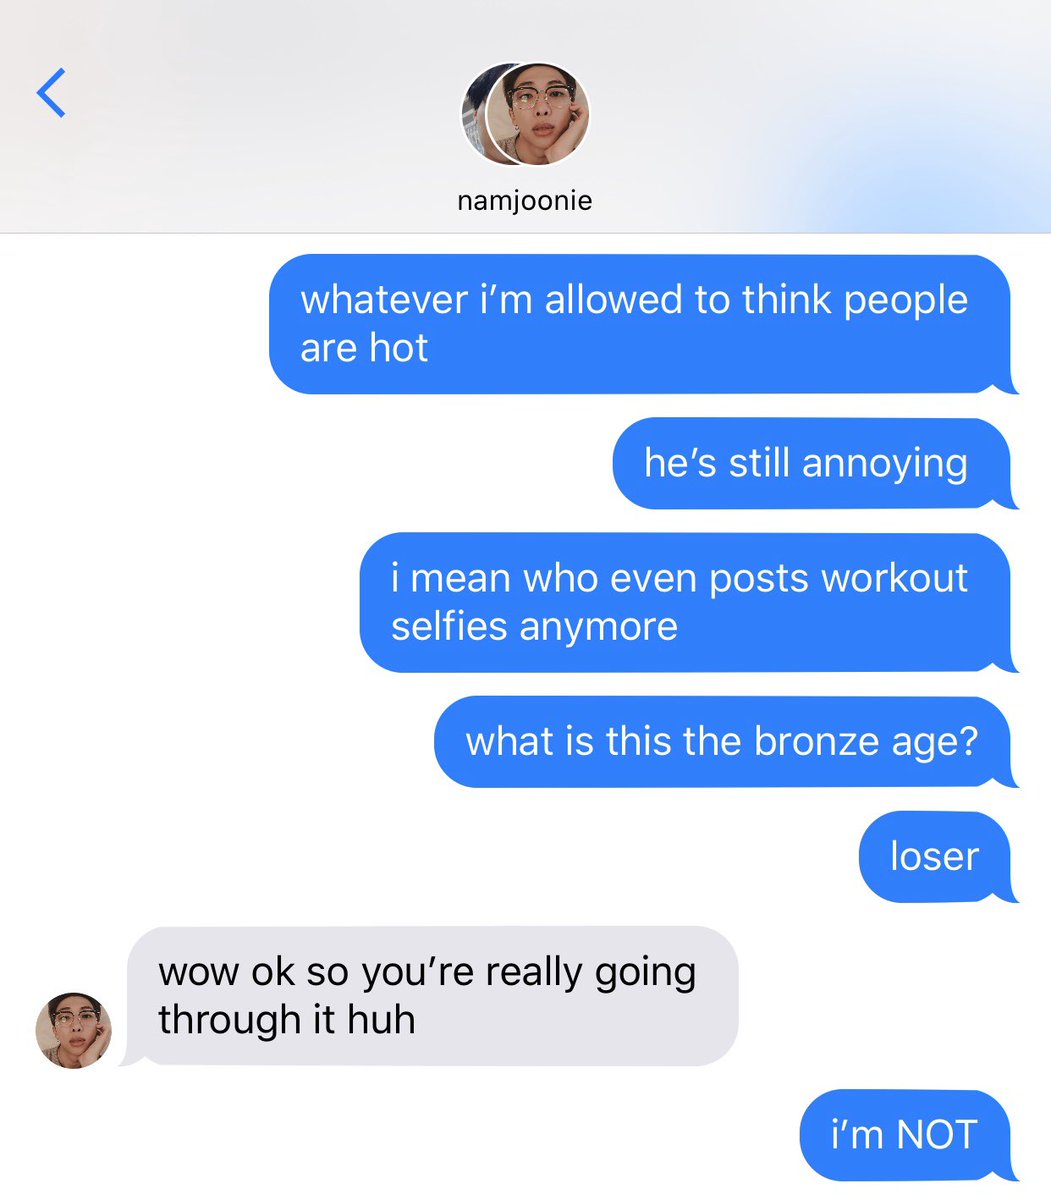 namjoonie
whatever i’m allowed to think people
are hot
he’s still annoying
i mean who even posts workout
selfies anymore
what is this the bronze age?
loser
wow ok so you’re really going
through it huh
i’m NOT